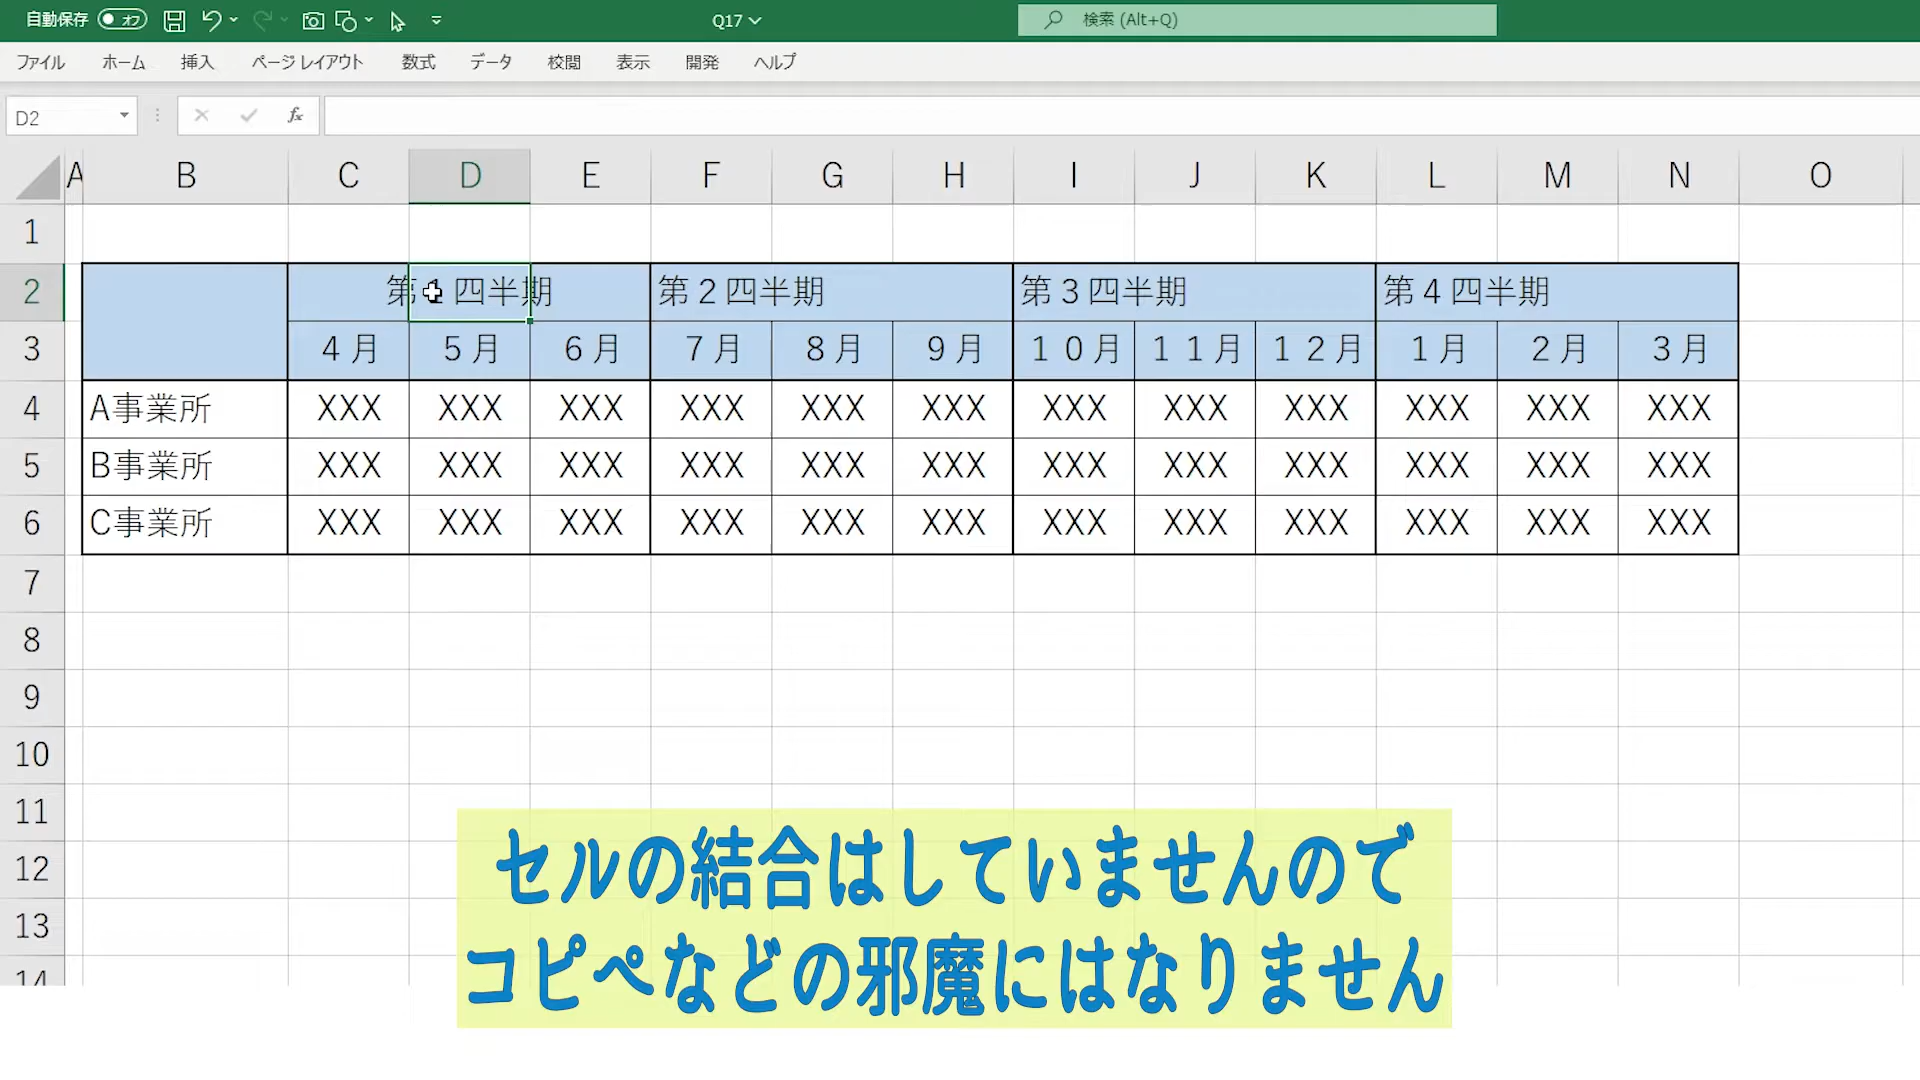 自動保存 オフ Q17 検索 (Alt+Q)
ファイル ホーム 挿入 ページ レイアウト 数式 データ 校閲 表示 開発 ヘルプ
D2 fx
A B C D E F G H I J K L M N O
1
2 第１四半期 第２四半期 第３四半期 第４四半期
3 ４月 ５月 ６月 ７月 ８月 ９月 １０月 １１月 １２月 １月 ２月 ３月
4 A事業所 XXX XXX XXX XXX XXX XXX XXX XXX XXX XXX XXX XXX
5 B事業所 XXX XXX XXX XXX XXX XXX XXX XXX XXX XXX XXX XXX
6 C事業所 XXX XXX XXX XXX XXX XXX XXX XXX XXX XXX XXX XXX
7
8
9
10
11
12
13
14
セルの結合はしていませんので
コピペなどの邪魔にはなりません